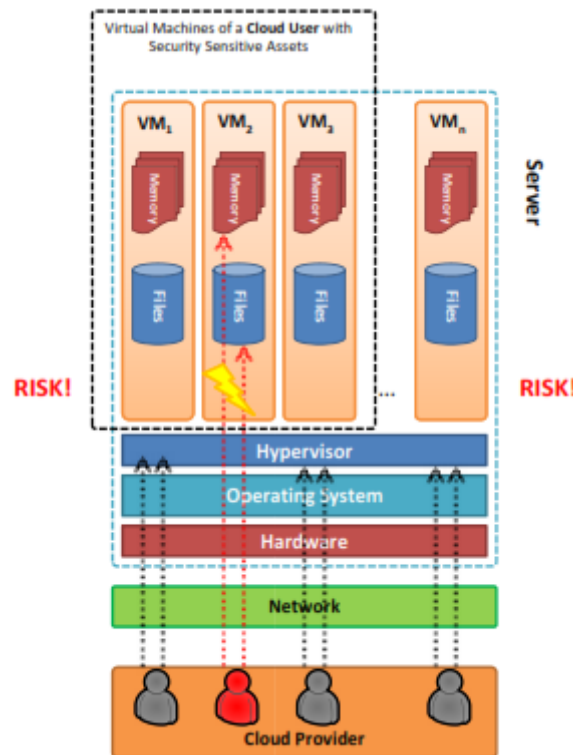 Virtual Machines of a Cloud User with
Security Sensitive Assets
VM1 VM2 VM3 VMn
Memory Memory Memory Memory
Server
Files Files Files Files
RISK! ... RISK!
Hypervisor
Operating System
Hardware
Network
Cloud Provider